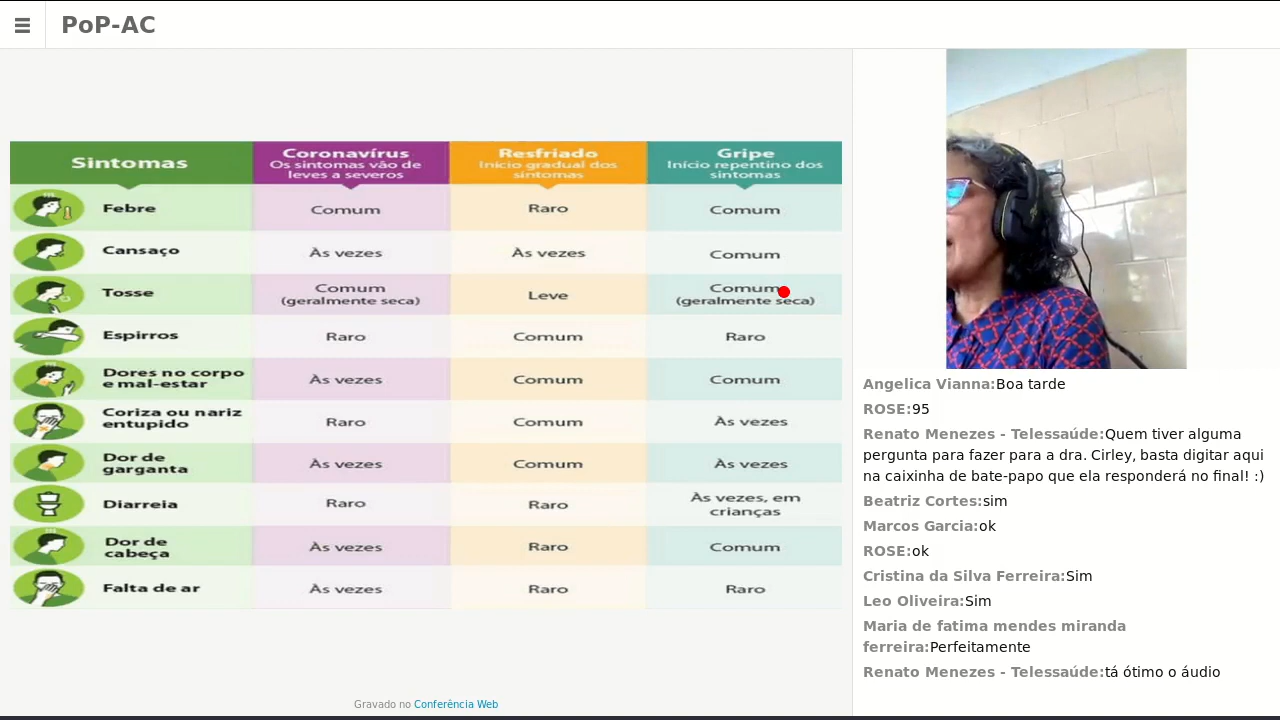 PoP-AC
Sintomas
Coronavírus
Os sintomas vão de
leves a severos
Resfriado
Início gradual dos
sintomas
Gripe
Início repentino dos
sintomas
Febre
Comum
Raro
Comum
Cansaço
Às vezes
Às vezes
Comum
Tosse
Comum
(geralmente seca)
Leve
Comum
(geralmente seca)
Espirros
Raro
Comum
Raro
Dores no corpo
e mal-estar
Às vezes
Comum
Comum
Coriza ou nariz
entupido
Raro
Comum
Às vezes
Dor de
garganta
Às vezes
Comum
Às vezes
Diarreia
Raro
Raro
Às vezes, em
crianças
Dor de
cabeça
Às vezes
Raro
Comum
Falta de ar
Às vezes
Raro
Raro
Gravado no Conferência Web
Angelica Vianna:Boa tarde
ROSE:95
Renato Menezes - Telessaúde:Quem tiver alguma
pergunta para fazer para a dra. Cirley, basta digitar aqui
na caixinha de bate-papo que ela responderá no final! :)
Beatriz Cortes:sim
Marcos Garcia:ok
ROSE:ok
Cristina da Silva Ferreira:Sim
Leo Oliveira:Sim
Maria de fatima mendes miranda
ferreira:Perfeitamente
Renato Menezes - Telessaúde:tá ótimo o áudio